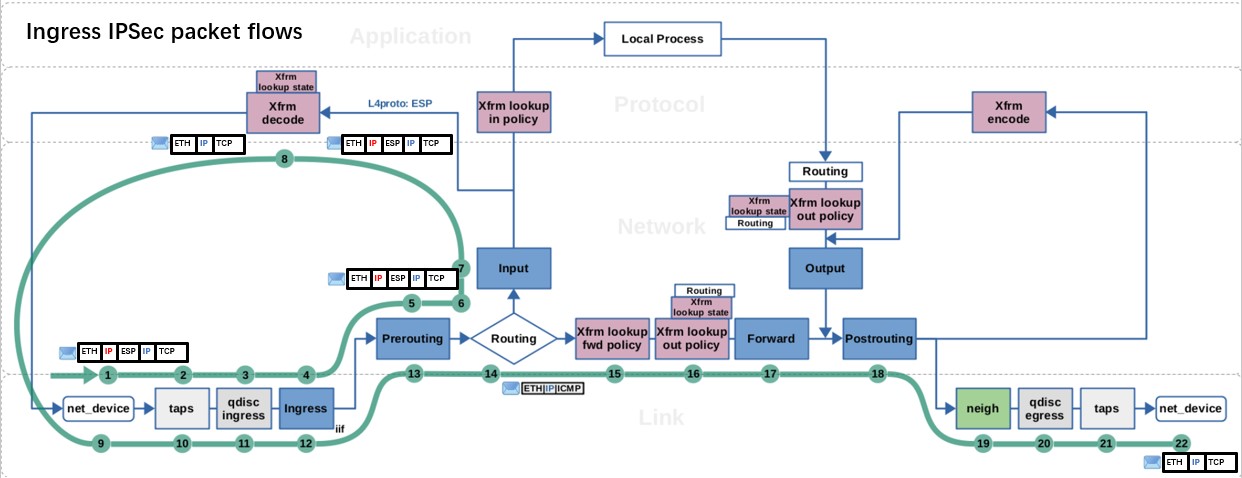 Ingress IPSec packet flows
Application
Local Process
Xfrm
lookup state
Xfrm
decode
L4proto: ESP
Xfrm lookup
in policy
Protocol
Xfrm
encode
ETH IP TCP
ETH IP ESP IP TCP
8
Routing
Xfrm
lookup state
Routing
Xfrm lookup
out policy
Network
ETH IP ESP IP TCP
7
Input
Output
5
6
Routing
Xfrm
lookup state
Prerouting
Routing
Xfrm lookup
fwd policy
Xfrm lookup
out policy
Forward
Postrouting
ETH IP ESP IP TCP
1
2
3
4
13
14
15
16
17
18
ETH|IP|ICMP
net_device
taps
qdisc
ingress
Ingress
iif
Link
neigh
qdisc
egress
taps
net_device
9
10
11
12
19
20
21
22
ETH IP TCP